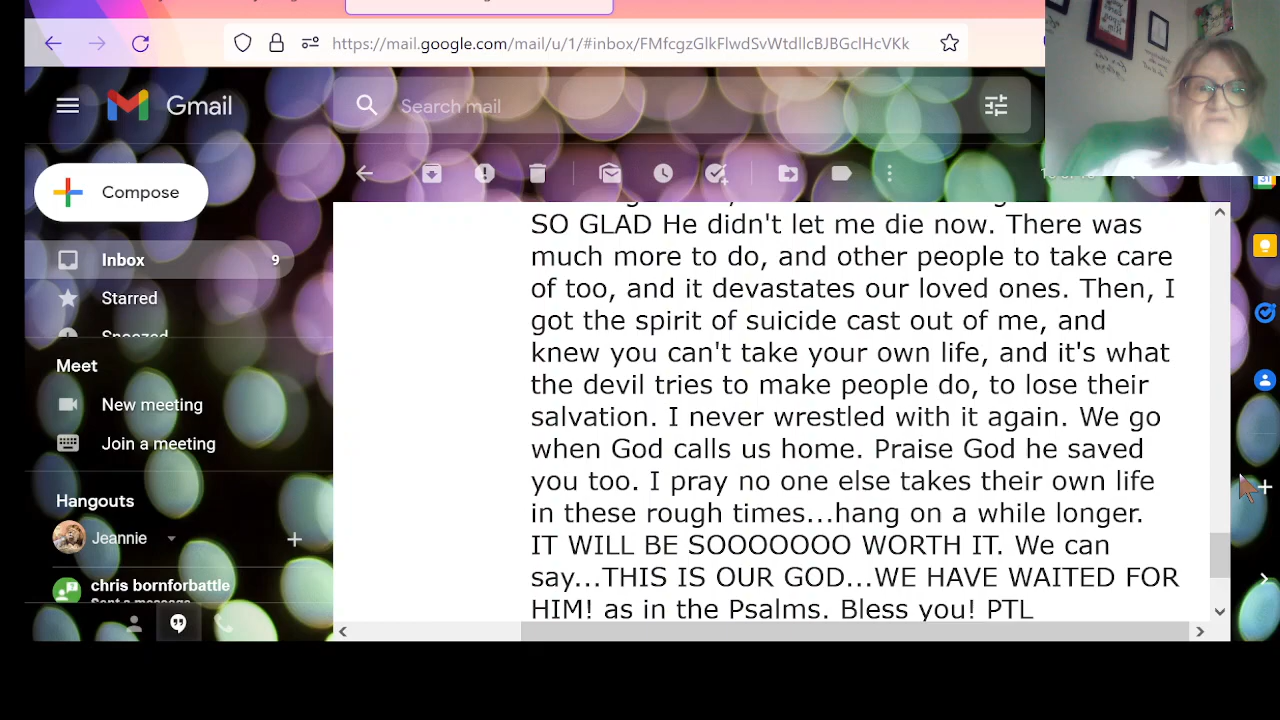 https://mail.google.com/mail/u/1/#inbox/FMfcgzGlkFlwdSvWtdllcBJBGclHcVKk
Gmail
Search mail
Compose
Inbox 9
Starred
Snoozed
Meet
New meeting
Join a meeting
Hangouts
Jeannie
chris bornforbattle
Sent a message
SO GLAD He didn't let me die now. There was
much more to do, and other people to take care
of too, and it devastates our loved ones. Then, I
got the spirit of suicide cast out of me, and
knew you can't take your own life, and it's what
the devil tries to make people do, to lose their
salvation. I never wrestled with it again. We go
when God calls us home. Praise God he saved
you too. I pray no one else takes their own life
in these rough times...hang on a while longer.
IT WILL BE SOOOOOOO WORTH IT. We can
say...THIS IS OUR GOD...WE HAVE WAITED FOR
HIM! as in the Psalms. Bless you! PTL